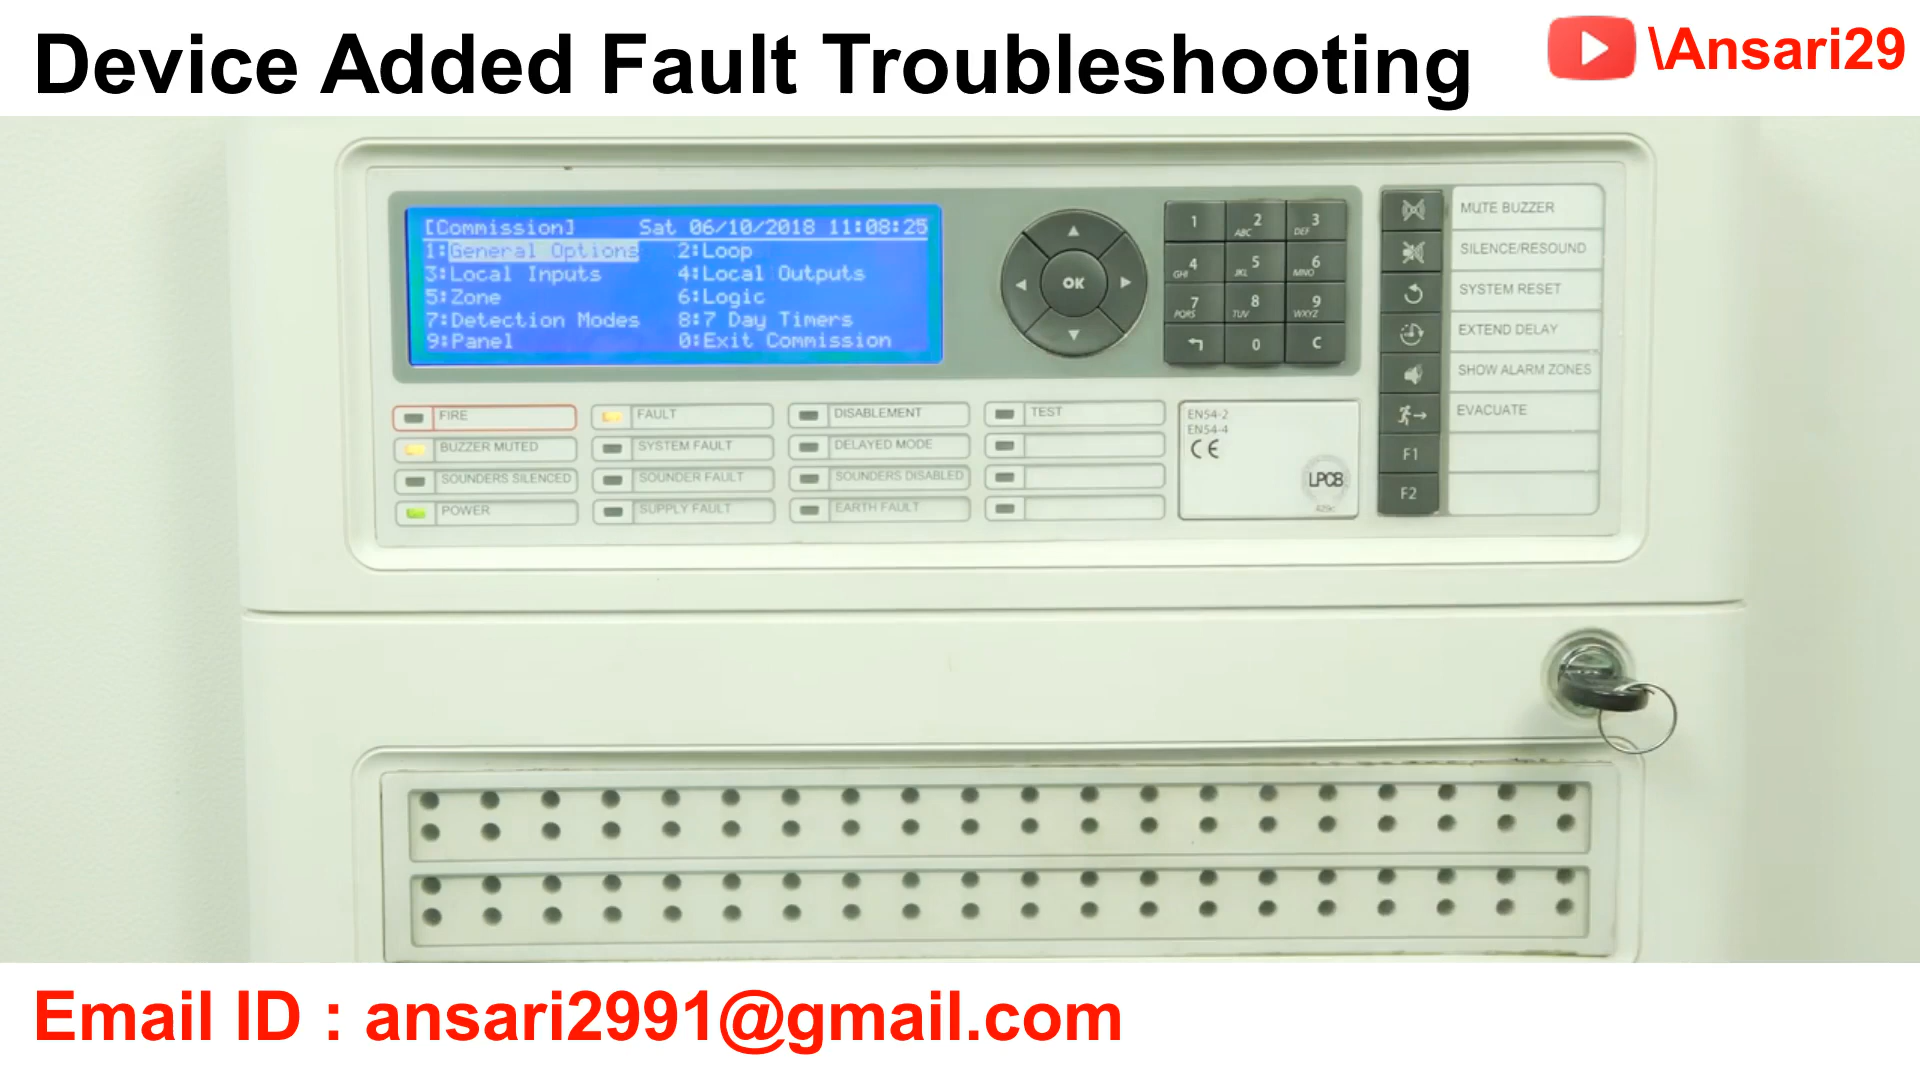 Device Added Fault Troubleshooting
\Ansari29
[Commission] Sat 06/10/2018 11:08:25
1:General Options 2:Loop
3:Local Inputs 4:Local Outputs
5:Zone 6:Logic
7:Detection Modes 8:7 Day Timers
9:Panel 0:Exit Commission
OK
1 2 ABC 3 DEF
4 GHI 5 JKL 6 MNO
7 PQRS 8 TUV 9 WXYZ
0 C
MUTE BUZZER
SILENCE/RESOUND
SYSTEM RESET
EXTEND DELAY
SHOW ALARM ZONES
EVACUATE
F1
F2
FIRE FAULT DISABLEMENT TEST
BUZZER MUTED SYSTEM FAULT DELAYED MODE
SOUNDERS SILENCED SOUNDER FAULT SOUNDERS DISABLED
POWER SUPPLY FAULT EARTH FAULT
EN54-2
EN54-4
CE
LPCB
Email ID : ansari2991@gmail.com